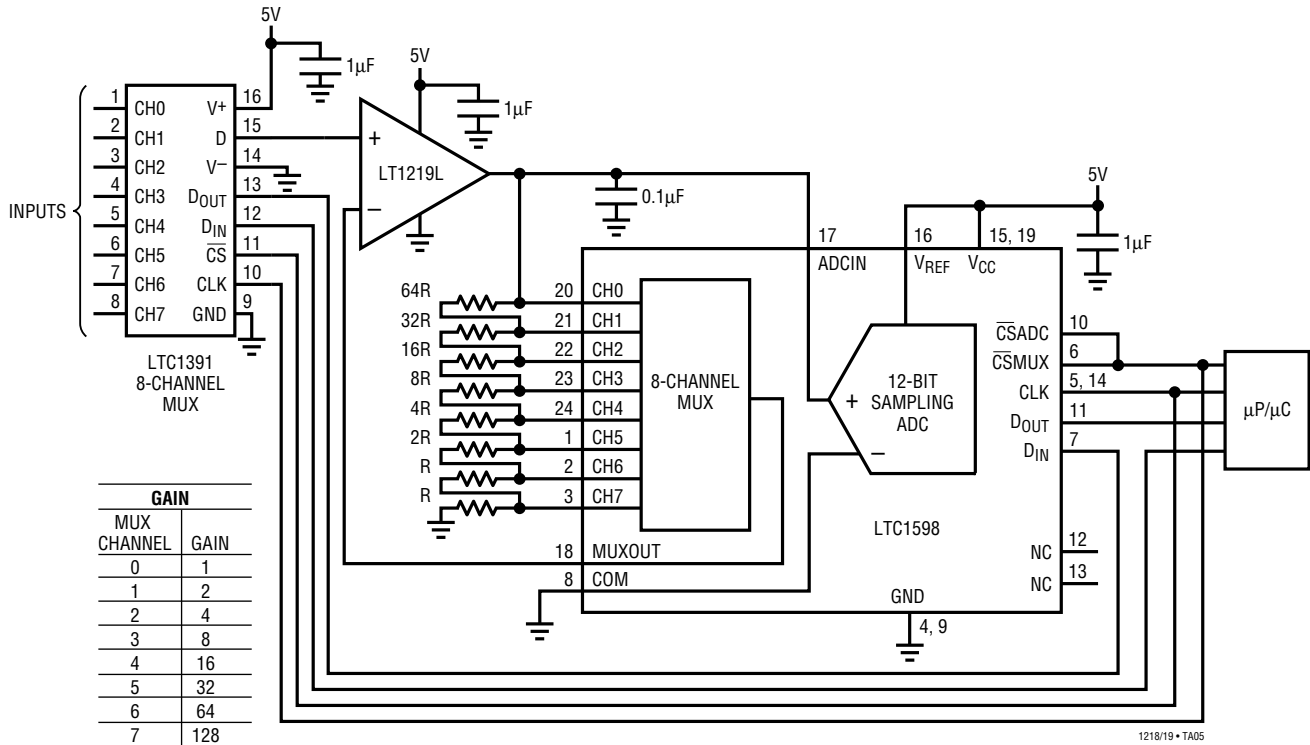 5V
1µF
5V
1µF
INPUTS
1 CH0 V+ 16
2 CH1 D 15
3 CH2 V– 14
4 CH3 DOUT 13
5 CH4 DIN 12
6 CH5 CS 11
7 CH6 CLK 10
8 CH7 GND 9
LTC1391
8-CHANNEL
MUX
+
LT1219L
–
0.1µF
5V
1µF
17
ADCIN
16
VREF
15, 19
VCC
64R 20 CH0
32R 21 CH1
16R 22 CH2
8R 23 CH3
4R 24 CH4
2R 1 CH5
R 2 CH6
R 3 CH7
8-CHANNEL
MUX
+
–
12-BIT
SAMPLING
ADC
CSADC 10
CSMUX 6
CLK 5, 14
DOUT 11
DIN 7
µP/µC
LTC1598
NC 12
NC 13
18 MUXOUT
8 COM
GND
4, 9
GAIN
MUX
CHANNEL GAIN
0 1
1 2
2 4
3 8
4 16
5 32
6 64
7 128
1218/19 • TA05